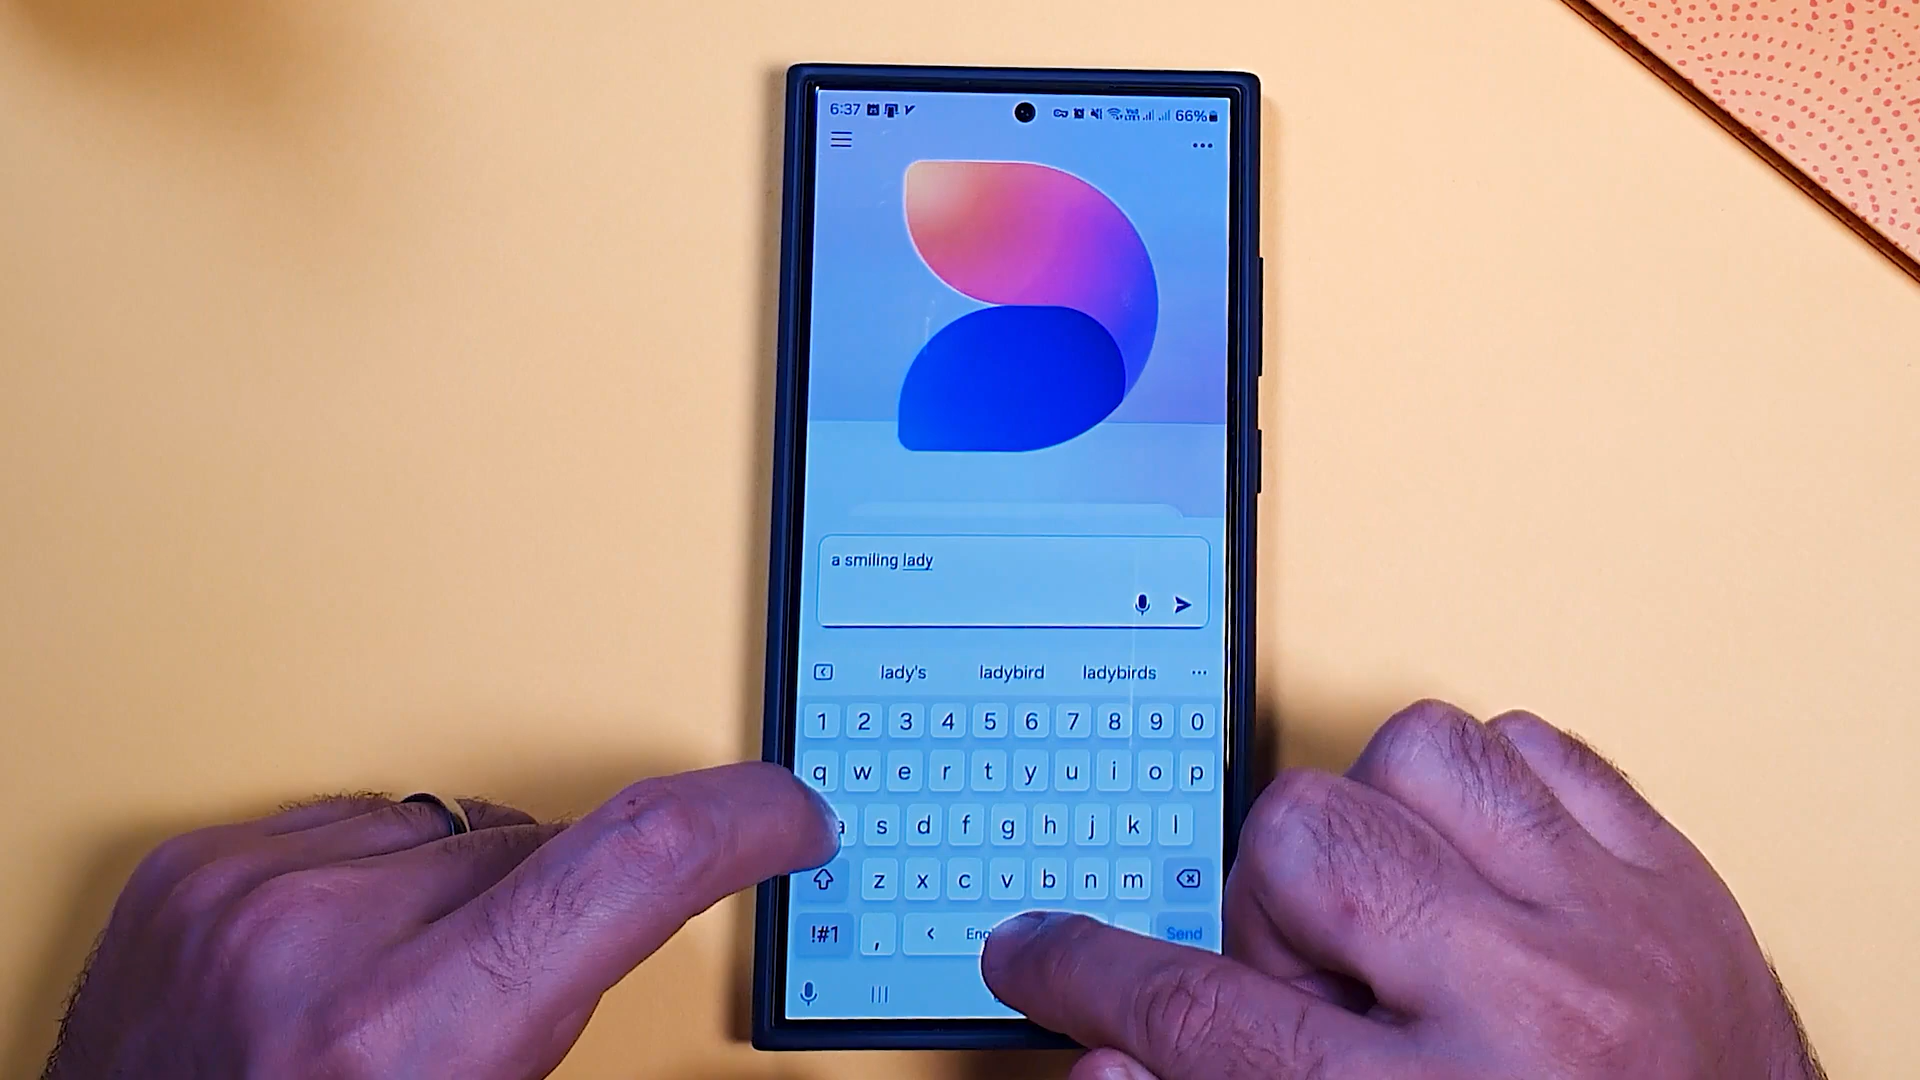 6:37
66%
a smiling lady
lady's ladybird ladybirds
1 2 3 4 5 6 7 8 9 0
q w e r t y u i o p
a s d f g h j k l
z x c v b n m
!#1 , Send